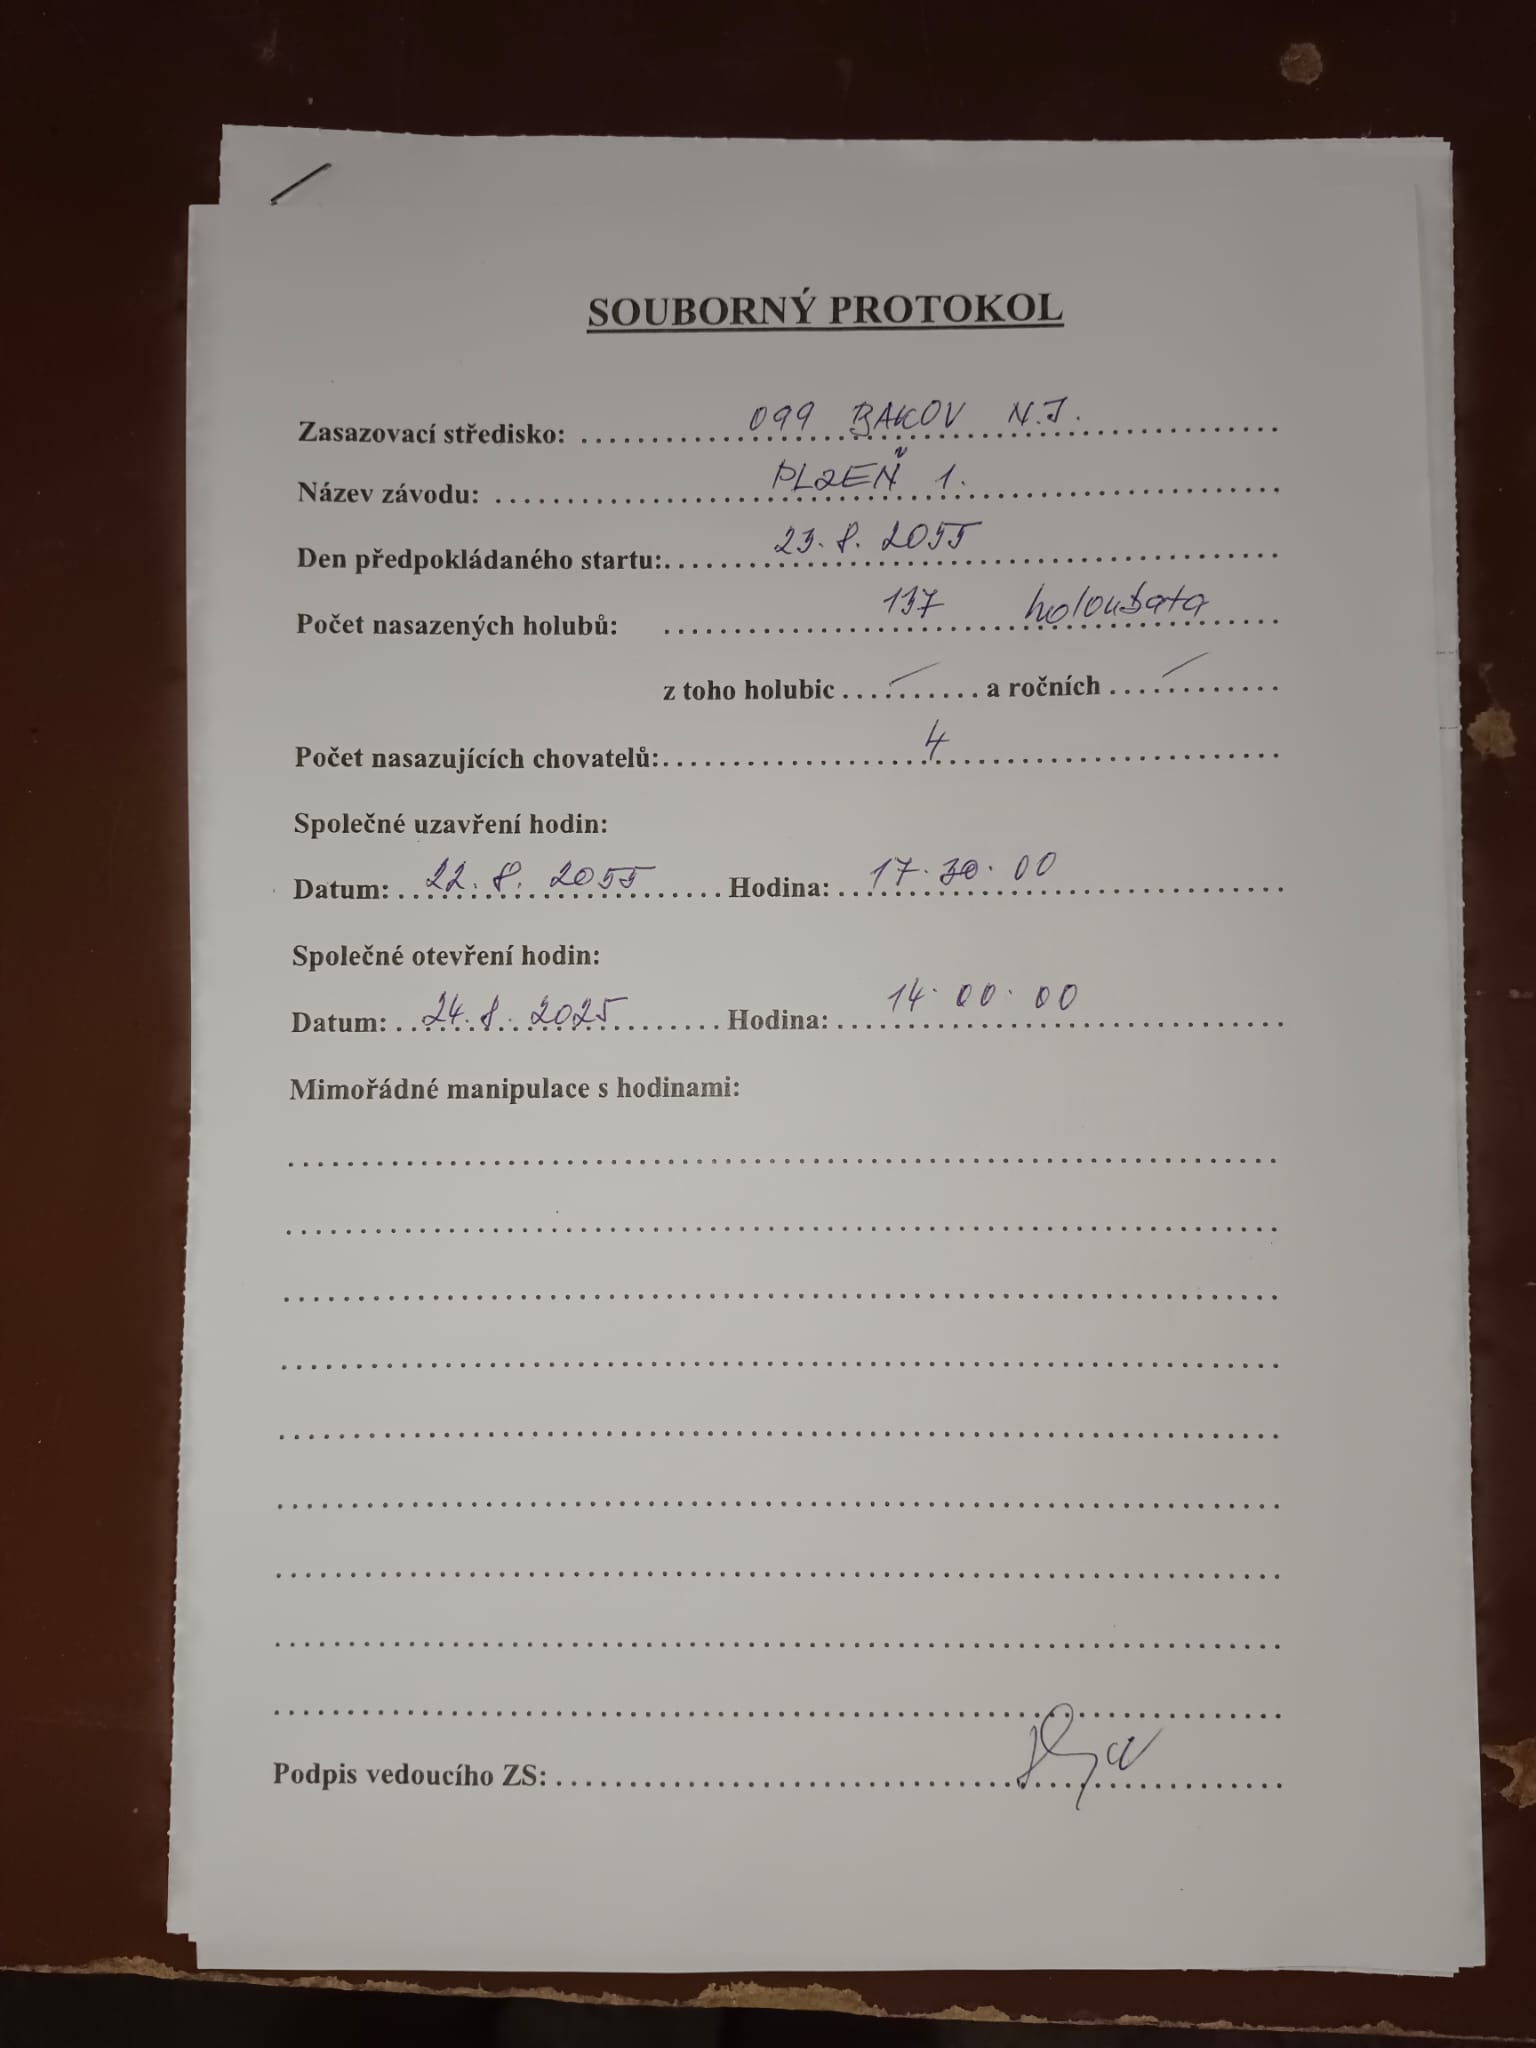 SOUBORNÝ PROTOKOL
Zasazovací středisko: 099 BAKOV N.J.
Název závodu: PLZEŇ 1.
Den předpokládaného startu: 23. 8. 2055
Počet nasazených holubů: 137 holoubata
z toho holubic – a ročních –
Počet nasazujících chovatelů: 4
Společné uzavření hodin:
Datum: 22. 8. 2055 Hodina: 17. 30. 00
Společné otevření hodin:
Datum: 24. 8. 2025 Hodina: 14. 00. 00
Mimořádné manipulace s hodinami:
Podpis vedoucího ZS: